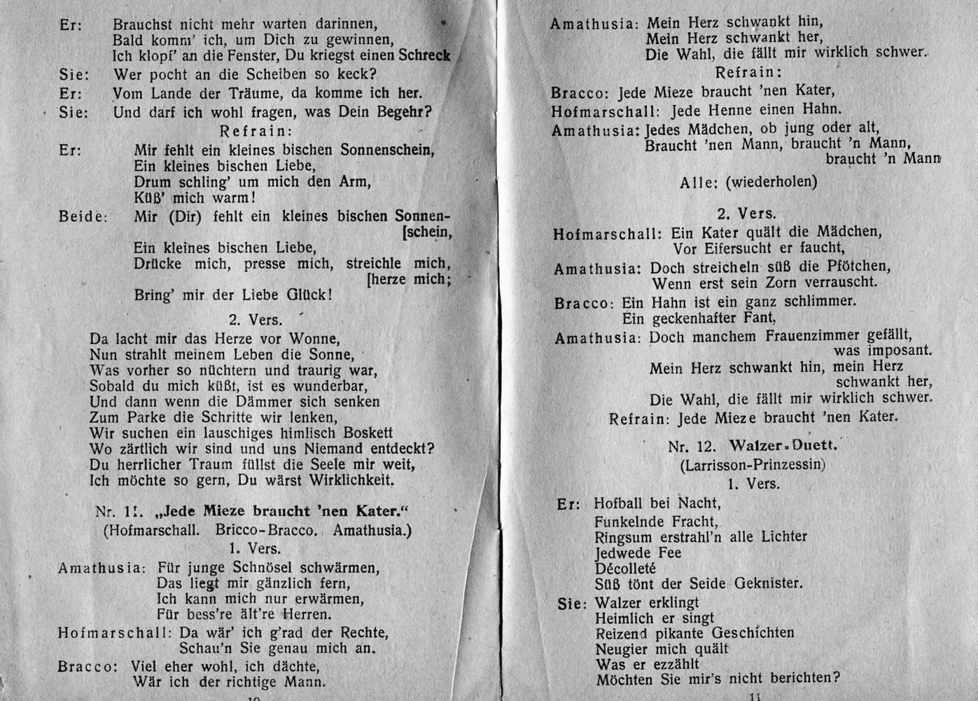 Er: Brauchst nicht mehr warten darinnen,
Bald komm' ich, um Dich zu gewinnen,
Ich klopf' an die Fenster, Du kriegst einen Schreck
Sie: Wer pocht an die Scheiben so keck?
Er: Vom Lande der Träume, da komme ich her.
Sie: Und darf ich wohl fragen, was Dein Begehr?
Refrain:
Er: Mir fehlt ein kleines bischen Sonnenschein,
Ein kleines bischen Liebe,
Drum schling' um mich den Arm,
Küß' mich warm!
Beide: Mir (Dir) fehlt ein kleines bischen Sonnen-
[schein,
Ein kleines bischen Liebe,
Drücke mich, presse mich, streichle mich,
[herze mich;
Bring' mir der Liebe Glück!
2. Vers.
Da lacht mir das Herze vor Wonne,
Nun strahlt meinem Leben die Sonne,
Was vorher so nüchtern und traurig war,
Sobald du mich küßt, ist es wunderbar,
Und dann wenn die Dämmer sich senken
Zum Parke die Schritte wir lenken,
Wir suchen ein lauschiges himlisch Boskett
Wo zärtlich wir sind und uns Niemand entdeckt?
Du herrlicher Traum füllst die Seele mir weit,
Ich möchte so gern, Du wärst Wirklichkeit.
Nr. 11. „Jede Mieze braucht 'nen Kater.“
(Hofmarschall. Bricco-Bracco. Amathusia.)
1. Vers.
Amathusia: Für junge Schnösel schwärmen,
Das liegt mir gänzlich fern,
Ich kann mich nur erwärmen,
Für bess're ält're Herren.
Hofmarschall: Da wär' ich g'rad der Rechte,
Schau'n Sie genau mich an.
Bracco: Viel eher wohl, ich dächte,
Wär ich der richtige Mann.
10
Amathusia: Mein Herz schwankt hin,
Mein Herz schwankt her,
Die Wahl, die fällt mir wirklich schwer.
Refrain:
Bracco: Jede Mieze braucht 'nen Kater,
Hofmarschall: Jede Henne einen Hahn.
Amathusia: Jedes Mädchen, ob jung oder alt,
Braucht 'nen Mann, braucht 'n Mann,
braucht 'n Mann
Alle: (wiederholen)
2. Vers.
Hofmarschall: Ein Kater quält die Mädchen,
Vor Eifersucht er faucht,
Amathusia: Doch streicheln süß die Pfötchen,
Wenn erst sein Zorn verrauscht.
Bracco: Ein Hahn ist ein ganz schlimmer.
Ein geckenhafter Fant,
Amathusia: Doch manchem Frauenzimmer gefällt,
was imposant.
Mein Herz schwankt hin, mein Herz
schwankt her,
Die Wahl, die fällt mir wirklich schwer.
Refrain: Jede Mieze braucht 'nen Kater.
Nr. 12. Walzer-Duett.
(Larrisson-Prinzessin)
1. Vers.
Er: Hofball bei Nacht,
Funkelnde Fracht,
Ringsum erstrahl'n alle Lichter
Jedwede Fee
Décolleté
Süß tönt der Seide Geknister.
Sie: Walzer erklingt
Heimlich er singt
Reizend pikante Geschichten
Neugier mich quält
Was er ezzählt
Möchten Sie mir's nicht berichten?
11